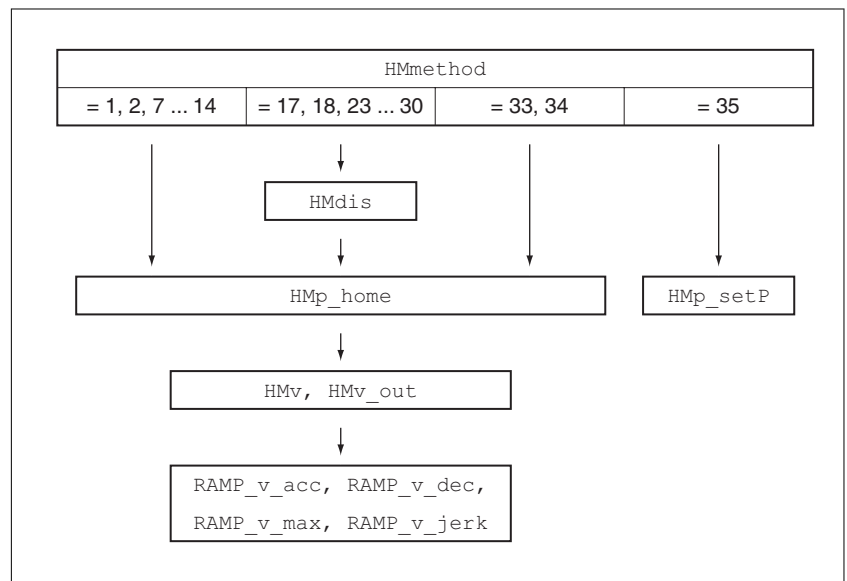 HMmethod
= 1, 2, 7 ... 14
= 17, 18, 23 ... 30
= 33, 34
= 35
HMdis
HMp_home
HMp_setP
HMv, HMv_out
RAMP_v_acc, RAMP_v_dec,
RAMP_v_max, RAMP_v_jerk